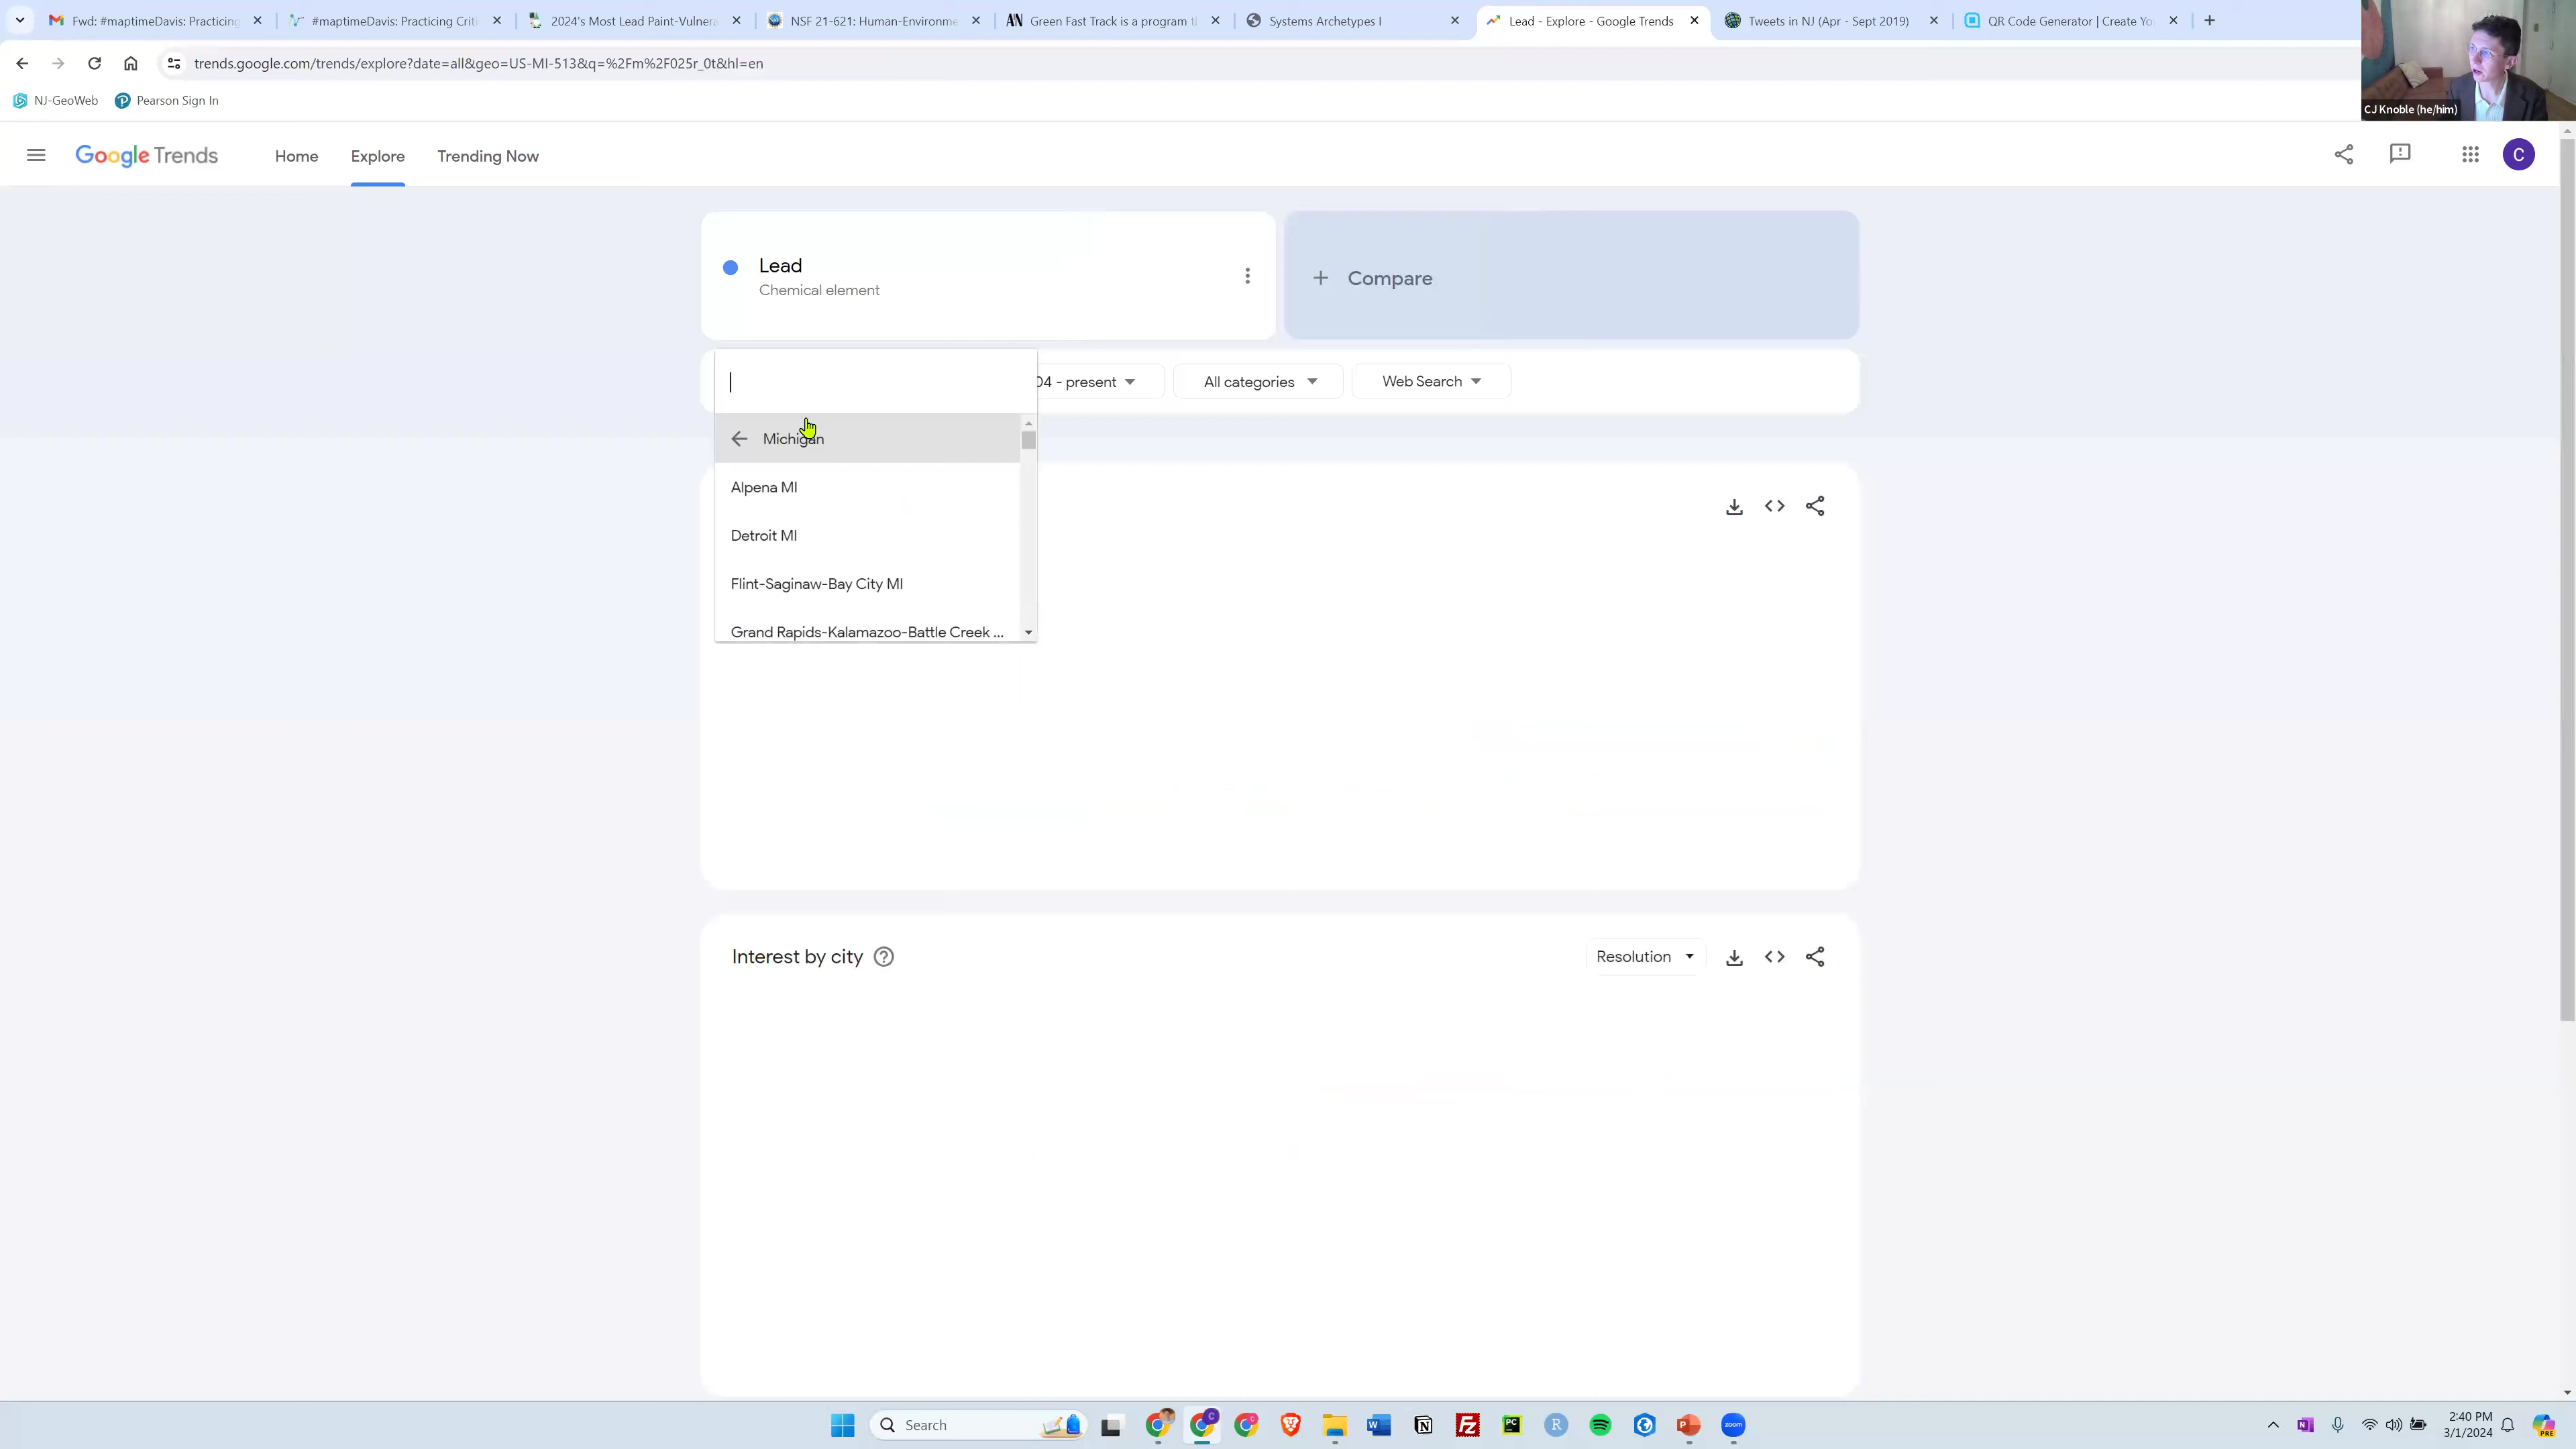 Fwd: #maptimeDavis: Practicing
#maptimeDavis: Practicing Criti
2024's Most Lead Paint-Vulnera
NSF 21-621: Human-Environme
Green Fast Track is a program t
Systems Archetypes I
Lead - Explore - Google Trends
Tweets in NJ (Apr - Sept 2019)
QR Code Generator | Create Yo
trends.google.com/trends/explore?date=all&geo=US-MI-513&q=%2Fm%2F025r_0t&hl=en
NJ-GeoWeb
Pearson Sign In
CJ Knoble (he/him)
Google Trends
Home
Explore
Trending Now
C
Lead
Chemical element
+ Compare
04 - present
All categories
Web Search
Michigan
Alpena MI
Detroit MI
Flint-Saginaw-Bay City MI
Grand Rapids-Kalamazoo-Battle Creek ...
Interest by city
Resolution
Search
2:40 PM
3/1/2024